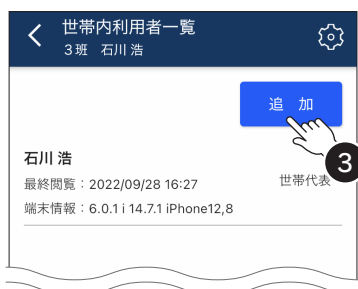 世帯内利用者一覧
3班 石川 浩
追 加
3
石川 浩
最終閲覧:2022/09/28 16:27
世帯代表
端末情報:6.0.1 i 14.7.1 iPhone12,8